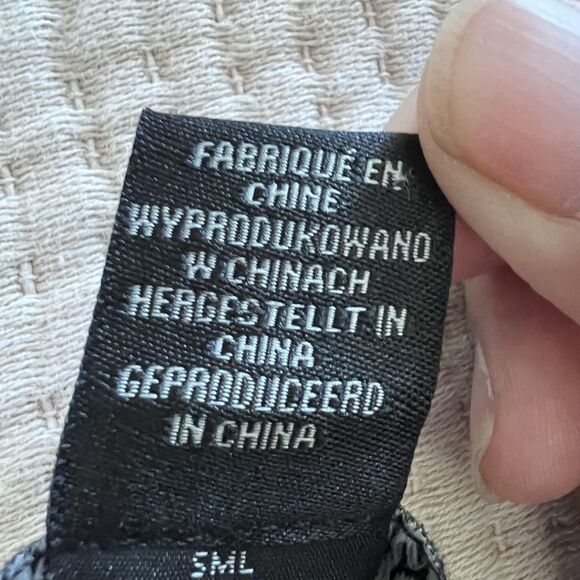 FABRIQUÉ EN
CHINE
WYPRODUKOWANO
W CHINACH
HERGESTELLT IN
CHINA
GEPRODUCEERD
IN CHINA
SML